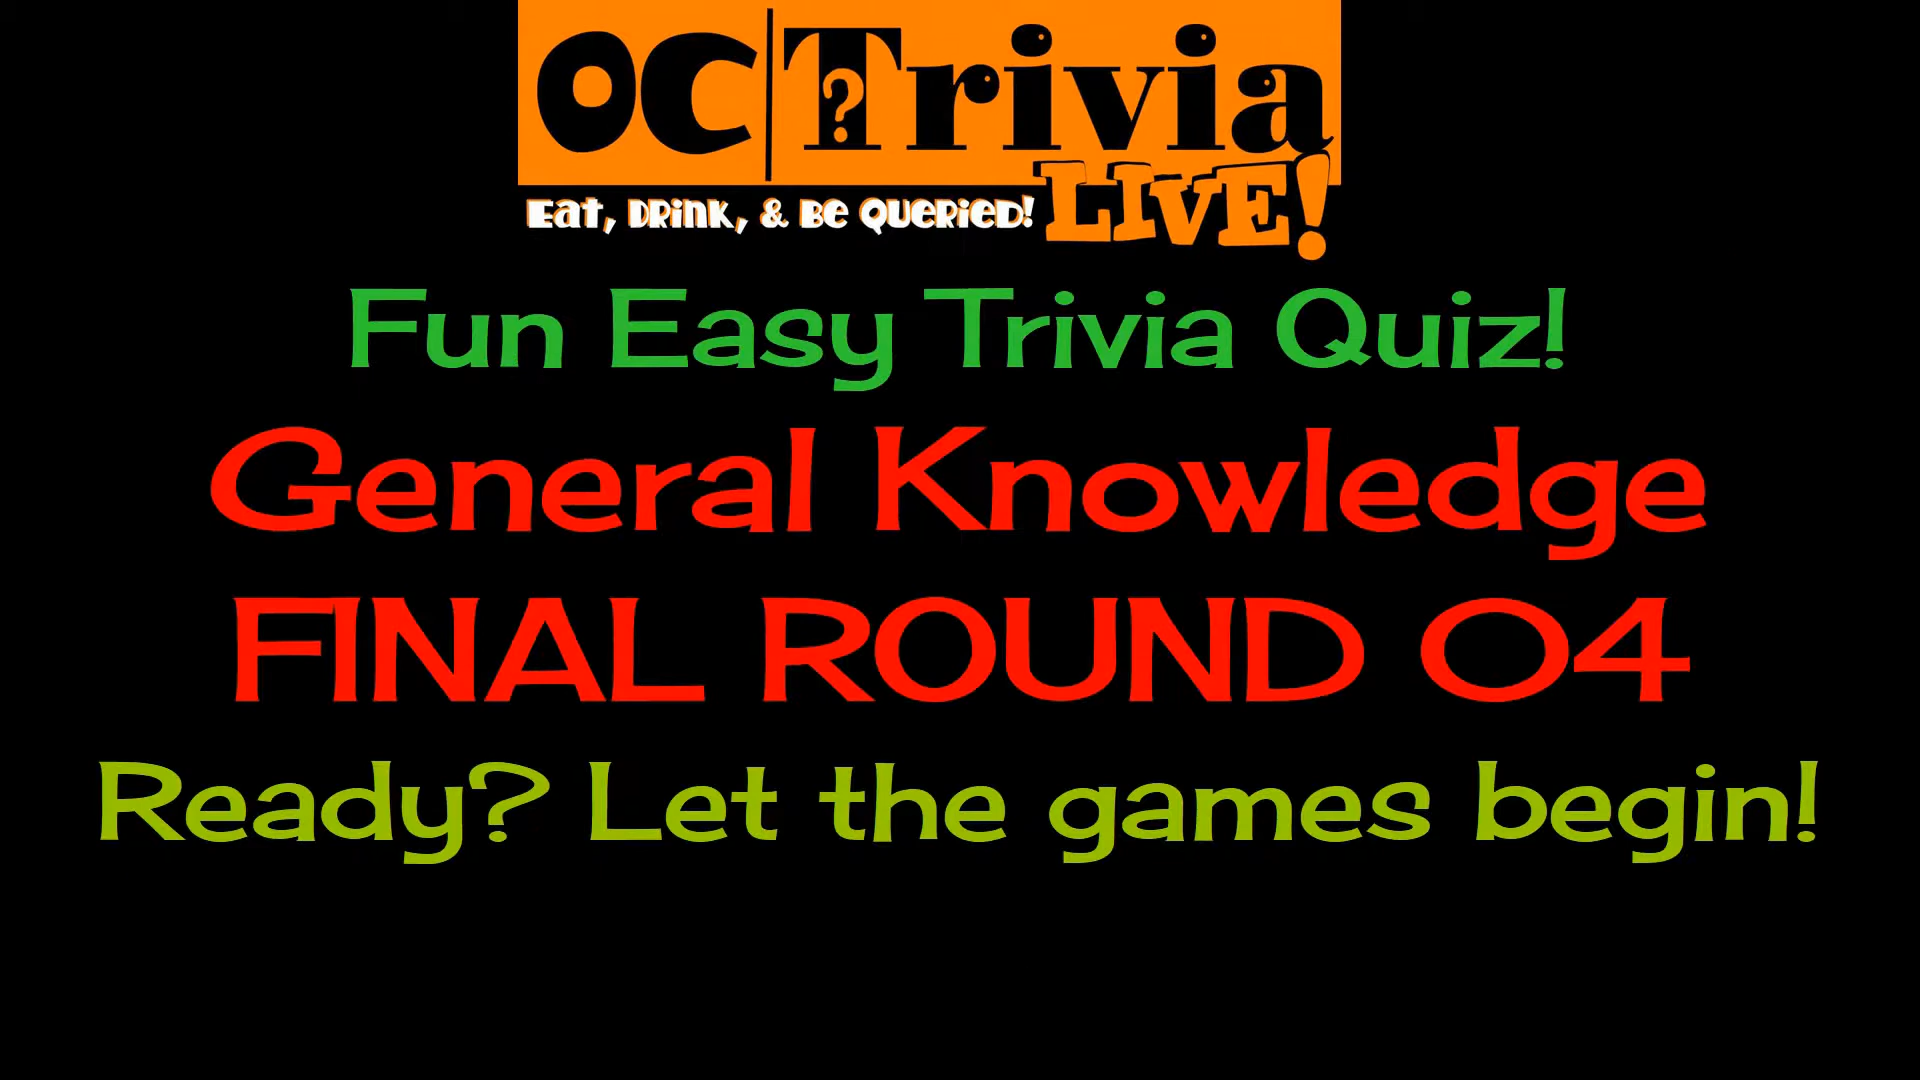 OC|Trivia
LIVE!
Eat, Drink, & Be Queried!
Fun Easy Trivia Quiz!
General Knowledge
FINAL ROUND 04
Ready? Let the games begin!